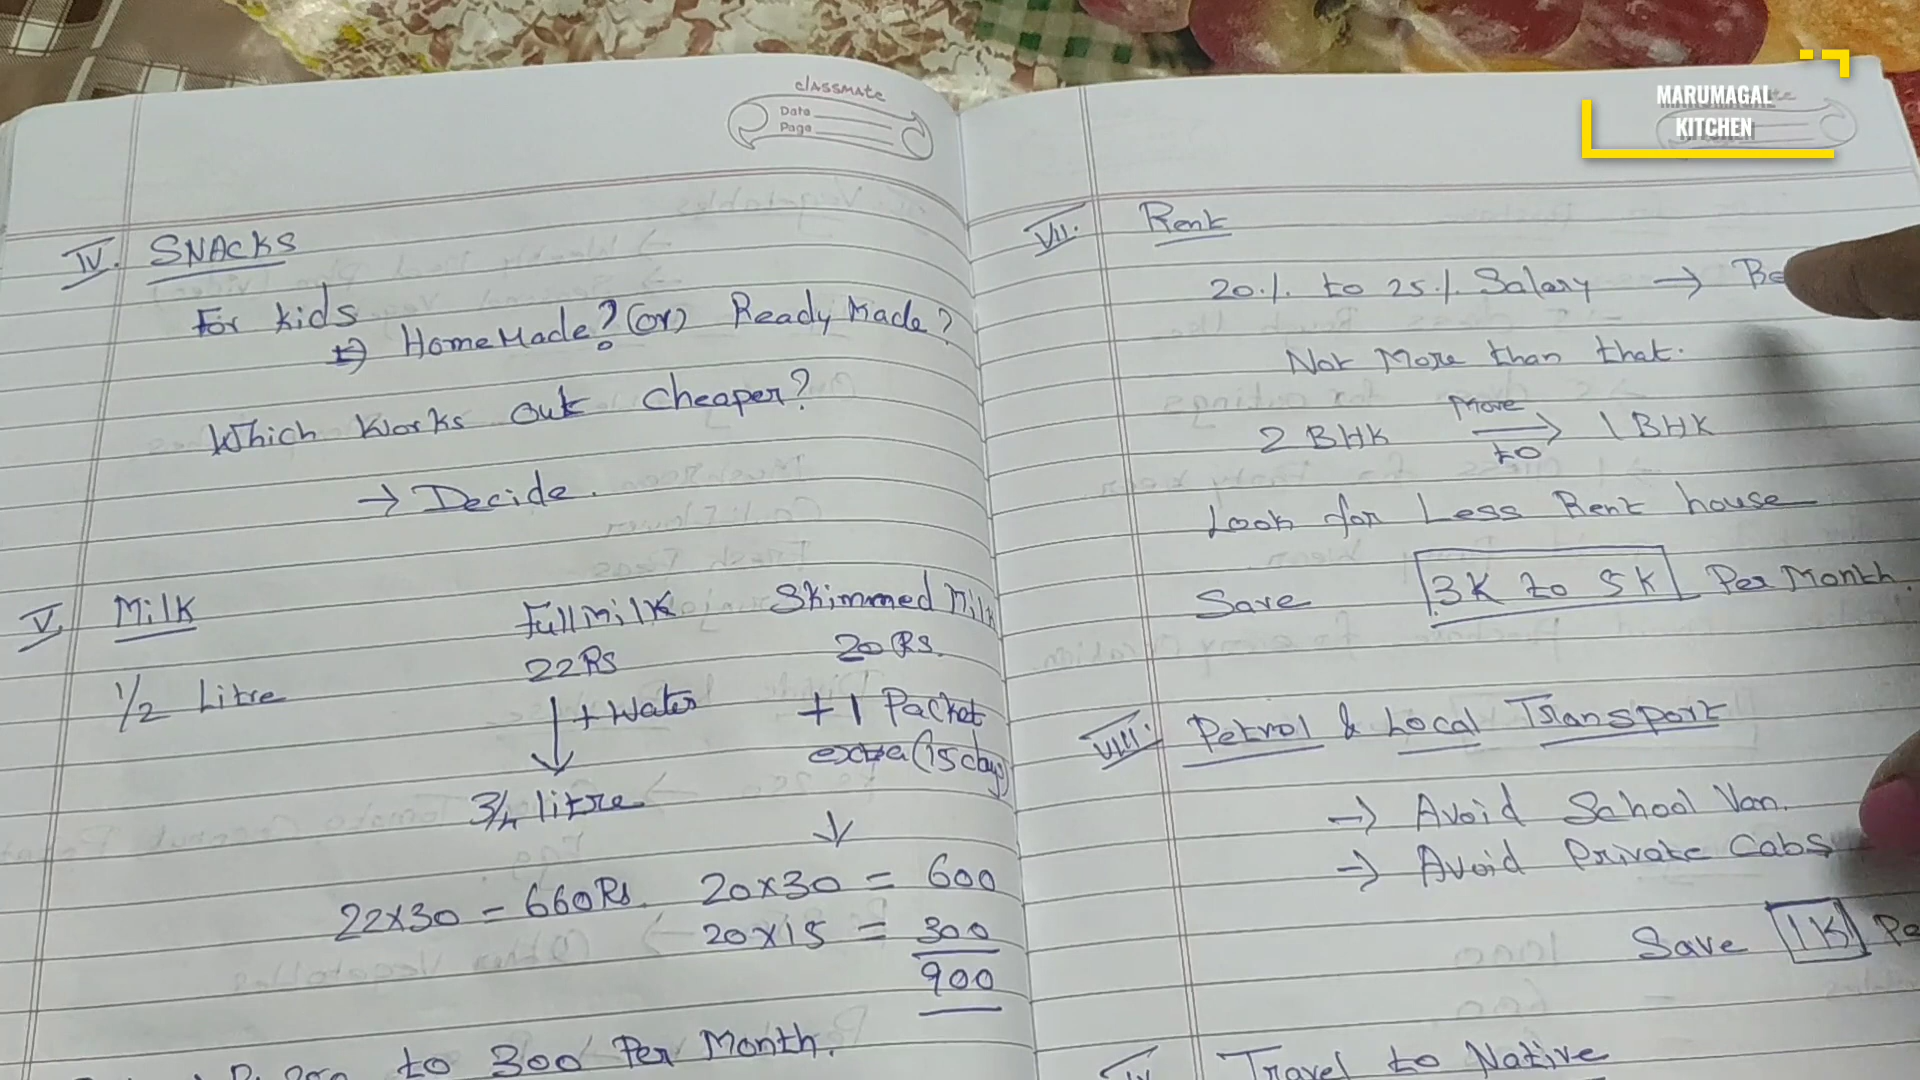 classmate
Date
Page
IV. SNACKS
For kids
→ HomeMade? (or) Ready Made?
Which Works out Cheaper?
→ Decide.
V. Milk
Full Milk
Skimmed Milk
22 Rs
20 Rs.
1/2 Litre
+ Water
+1 Packet
extra (15 days)
3/4 litre
22x30 = 660Rs.
20x30 = 600
20x15 = 300
900
to 300 Per Month.
MARUMAGAL
KITCHEN
VII. Rent
20% to 25% Salary →
Not More than that.
2 BHK Move to → 1 BHK
Look for Less Rent house
Save 3K to 5K Per Month.
VIII. Petrol & Local Transport
→ Avoid School Van.
→ Avoid Private Cabs
Save 1K
Travel to Native